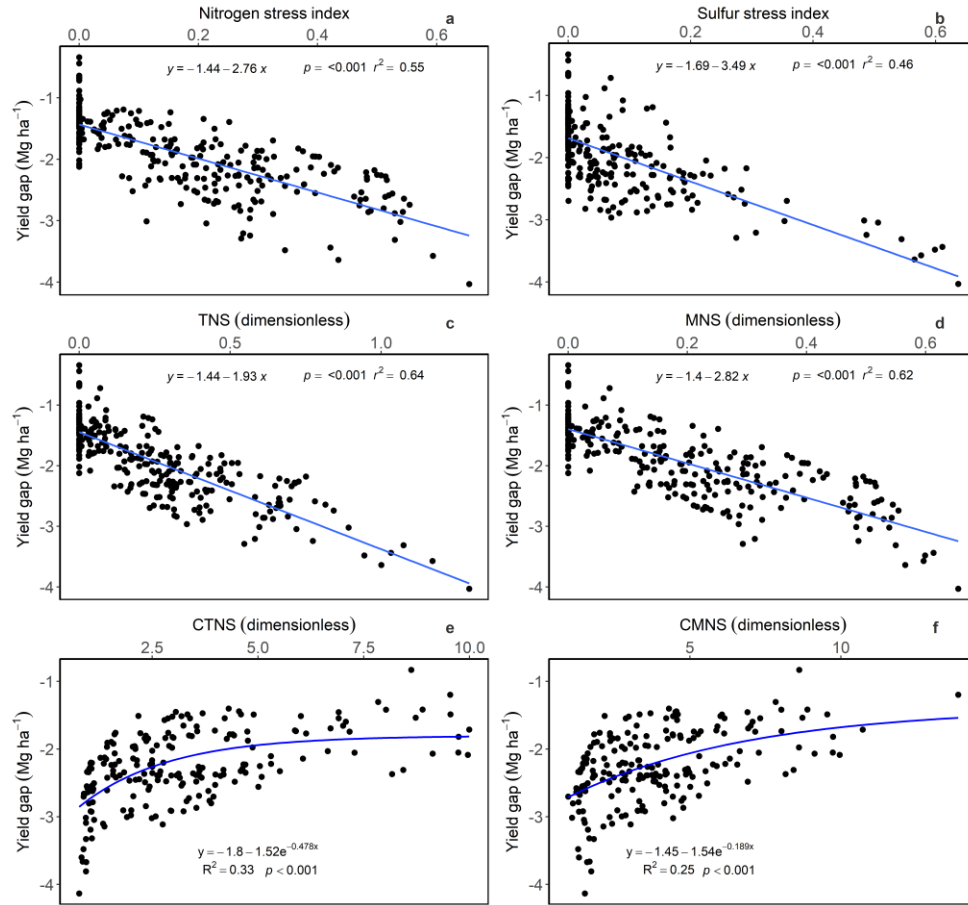 Nitrogen stress index a
0.0 0.2 0.4 0.6
y = −1.44 − 2.76 x p = <0.001 r² = 0.55
Yield gap (Mg ha⁻¹)
-1
-2
-3
-4
Sulfur stress index b
0.0 0.2 0.4 0.6
y = −1.69 − 3.49 x p = <0.001 r² = 0.46
Yield gap (Mg ha⁻¹)
-1
-2
-3
-4
TNS (dimensionless) c
0.0 0.5 1.0
y = −1.44 − 1.93 x p = <0.001 r² = 0.64
Yield gap (Mg ha⁻¹)
-1
-2
-3
-4
MNS (dimensionless) d
0.0 0.2 0.4 0.6
y = −1.4 − 2.82 x p = <0.001 r² = 0.62
Yield gap (Mg ha⁻¹)
-1
-2
-3
-4
CTNS (dimensionless) e
2.5 5.0 7.5 10.0
Yield gap (Mg ha⁻¹)
-1
-2
-3
-4
y = −1.8 − 1.52e⁻⁰·⁴⁷⁸ˣ
R² = 0.33 p < 0.001
CMNS (dimensionless) f
5 10
Yield gap (Mg ha⁻¹)
-1
-2
-3
-4
y = −1.45 − 1.54e⁻⁰·¹⁸⁹ˣ
R² = 0.25 p < 0.001